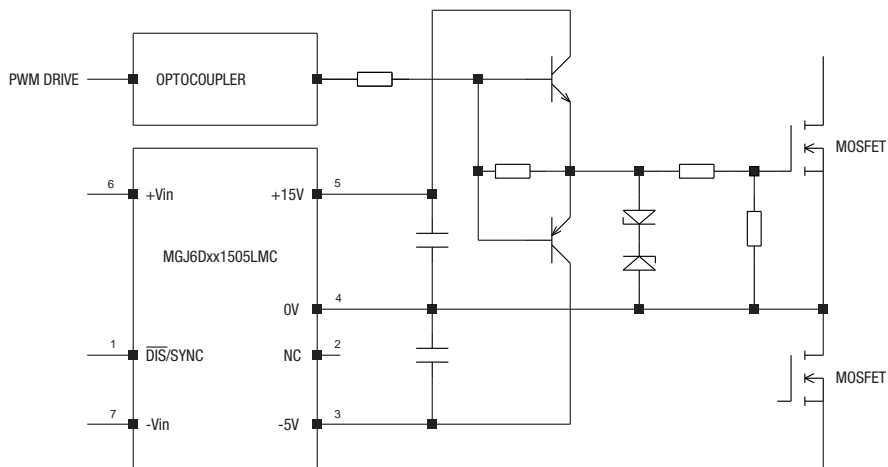 PWM DRIVE
OPTOCOUPLER
MOSFET
6
+Vin
+15V
5
MGJ6Dxx1505LMC
0V
4
1
DIS/SYNC
NC
2
MOSFET
7
-Vin
-5V
3